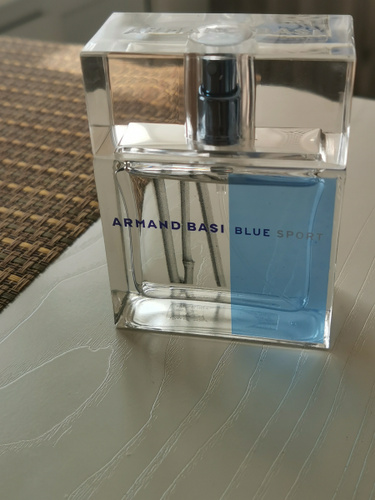 ARMAND BASI BLUE SPORT